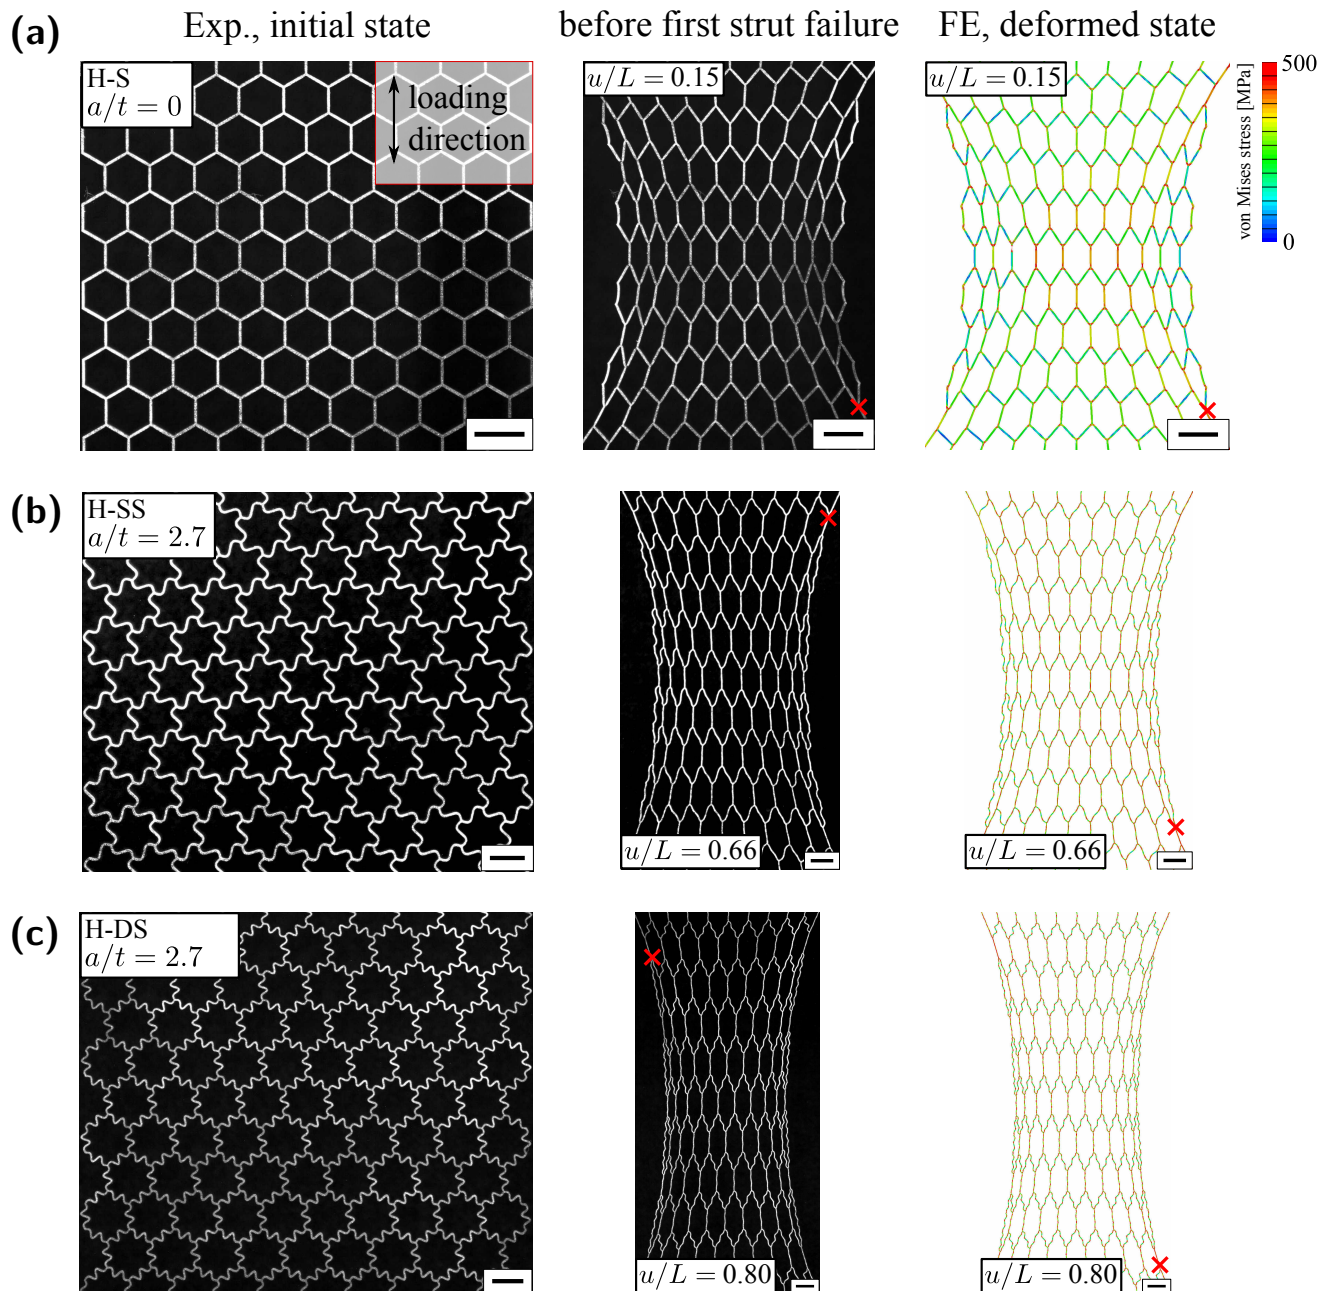 Exp., initial state
before first strut failure
FE, deformed state
(a)
H-S
a/t = 0
loading
direction
u/L = 0.15
u/L = 0.15
500
von Mises stress [MPa]
0
(b)
H-SS
a/t = 2.7
u/L = 0.66
u/L = 0.66
(c)
H-DS
a/t = 2.7
u/L = 0.80
u/L = 0.80